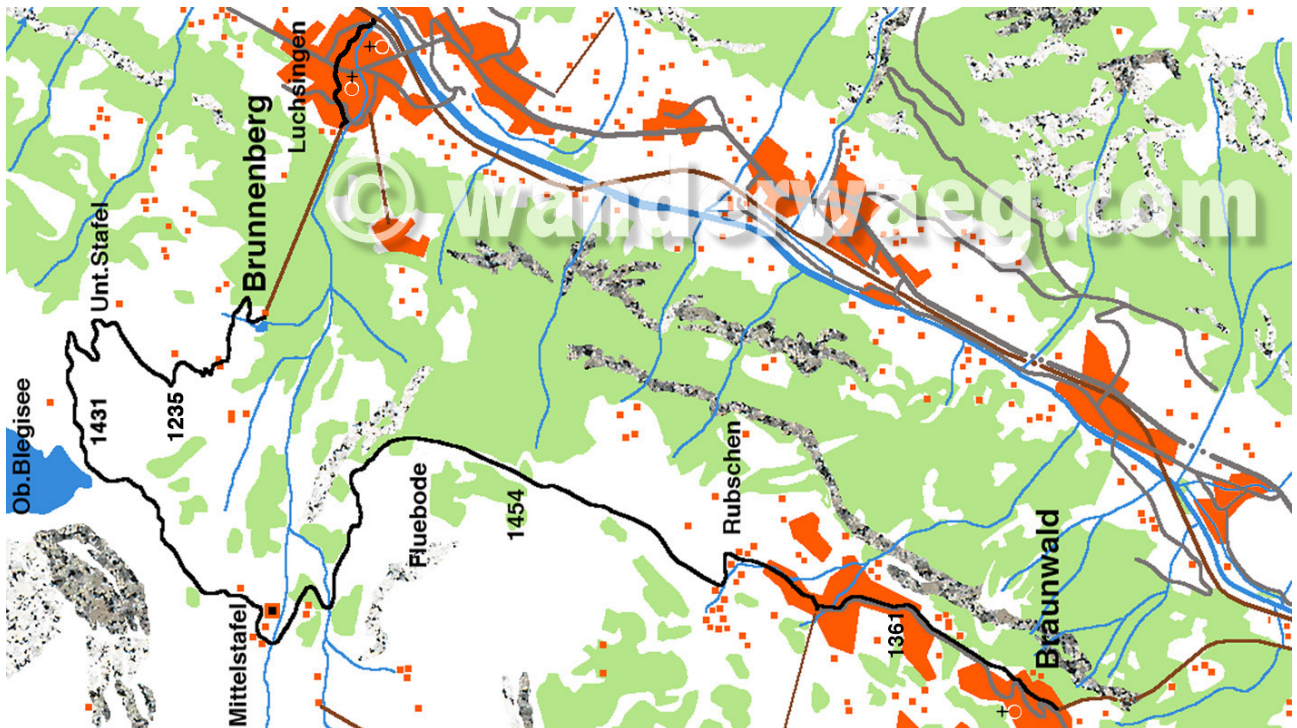 Luchsingen
Brunnenberg
Unt.Stafel
1431
1235
Ob.Blegisee
© wanderwaeg.com
Mittelstafel
Fluebode
1454
Rubschen
1361
Braunwald